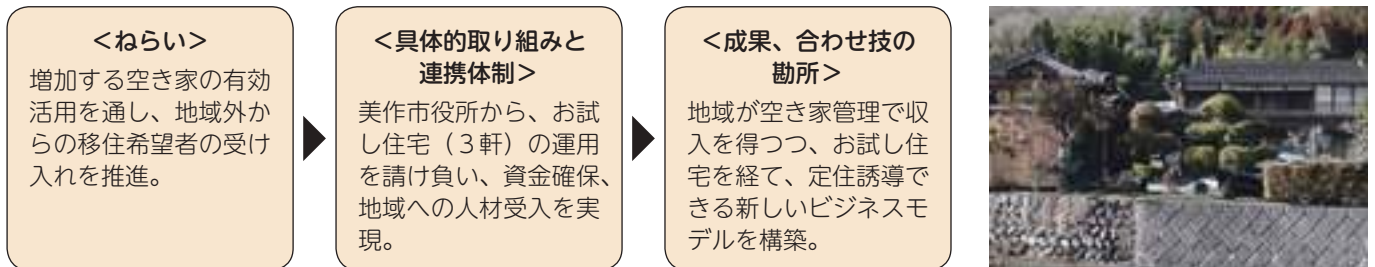 <ねらい>
増加する空き家の有効
活用を通し、地域外か
らの移住希望者の受け
入れを推進。
<具体的取り組みと
連携体制>
美作市役所から、お試
し住宅（３軒）の運用
を請け負い、資金確保、
地域への人材受入を実
現。
<成果、合わせ技の
勘所>
地域が空き家管理で収
入を得つつ、お試し住
宅を経て、定住誘導で
きる新しいビジネスモ
デルを構築。